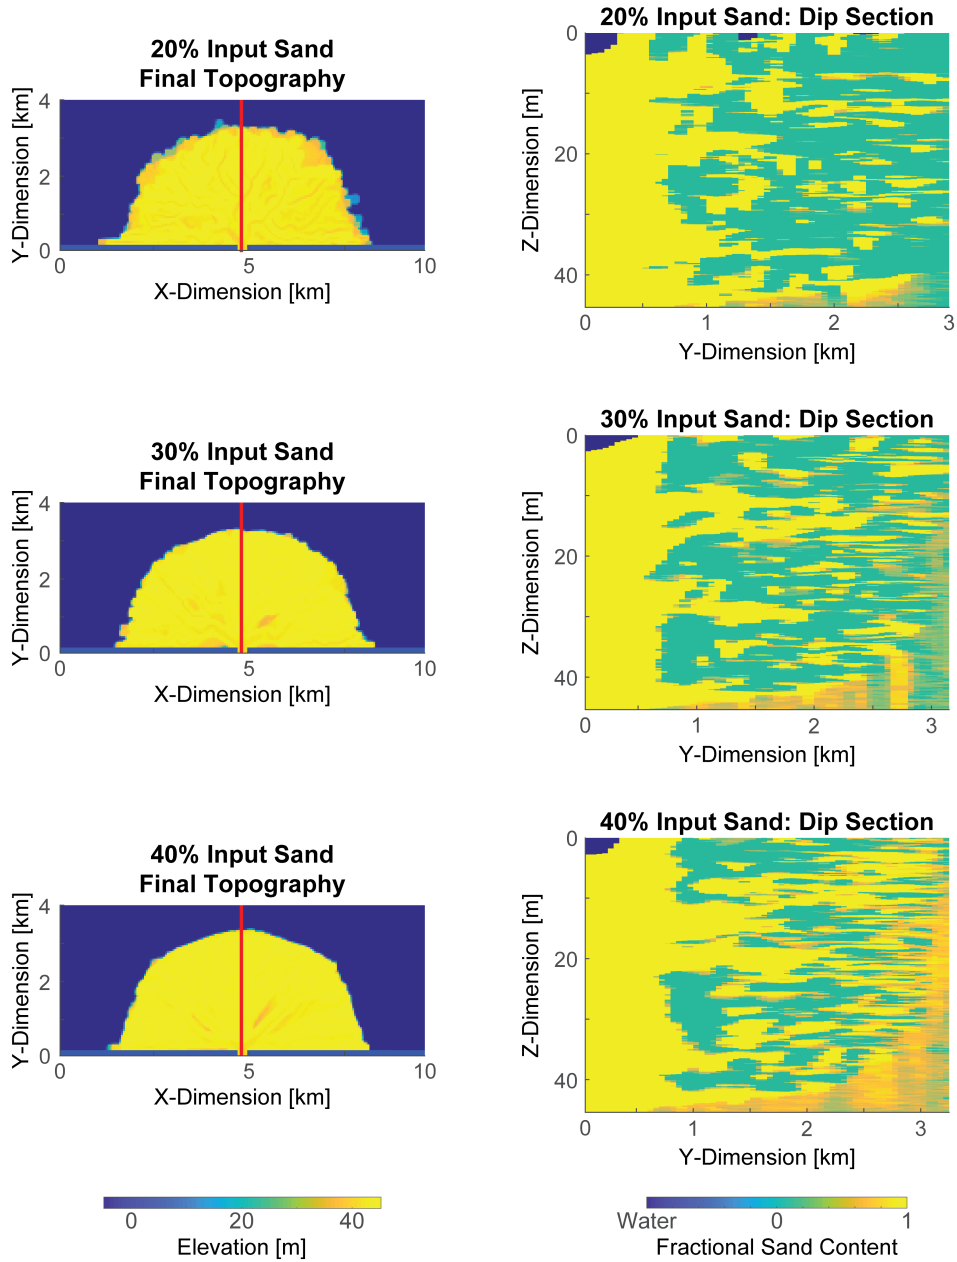 20% Input Sand
Final Topography
Y-Dimension [km]
4
2
0
0
5
10
X-Dimension [km]
20% Input Sand: Dip Section
Z-Dimension [m]
0
20
40
0
1
2
3
Y-Dimension [km]
30% Input Sand
Final Topography
Y-Dimension [km]
4
2
0
0
5
10
X-Dimension [km]
30% Input Sand: Dip Section
Z-Dimension [m]
0
20
40
0
1
2
3
Y-Dimension [km]
40% Input Sand
Final Topography
Y-Dimension [km]
4
2
0
0
5
10
X-Dimension [km]
40% Input Sand: Dip Section
Z-Dimension [m]
0
20
40
0
1
2
3
Y-Dimension [km]
0
20
40
Elevation [m]
Water
0
1
Fractional Sand Content